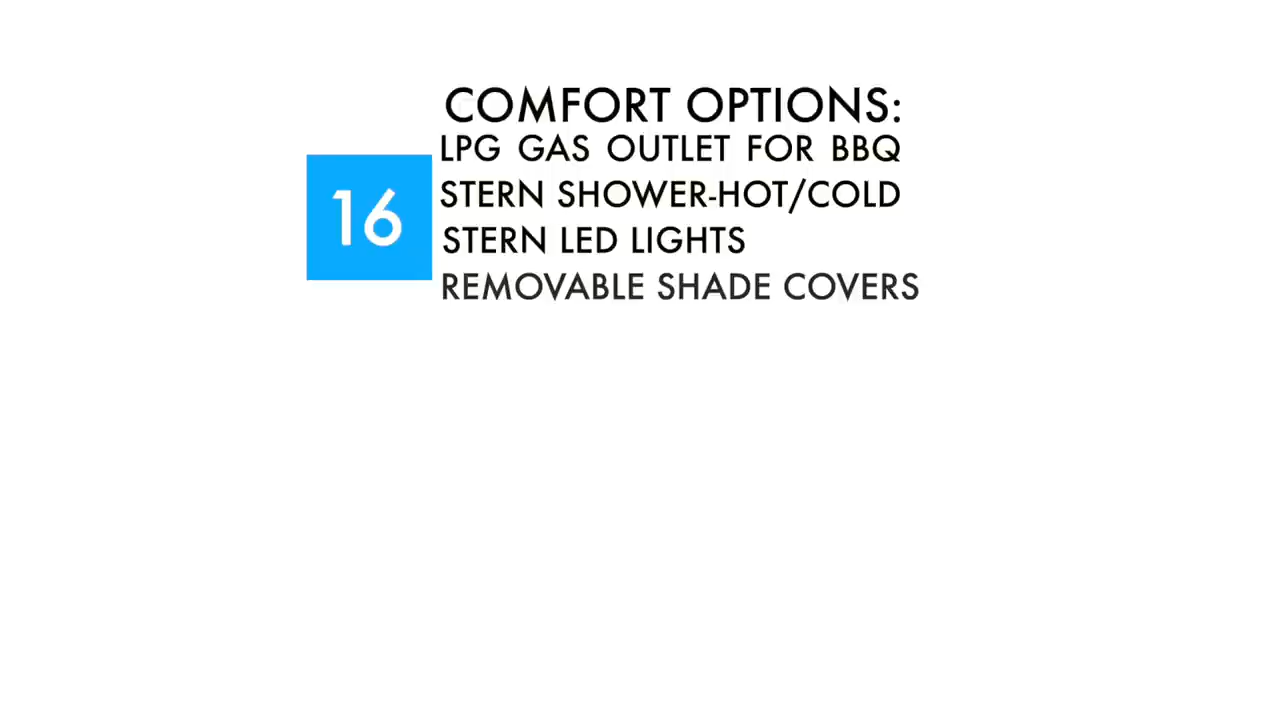 COMFORT OPTIONS:
LPG GAS OUTLET FOR BBQ
16
STERN SHOWER-HOT/COLD
STERN LED LIGHTS
REMOVABLE SHADE COVERS